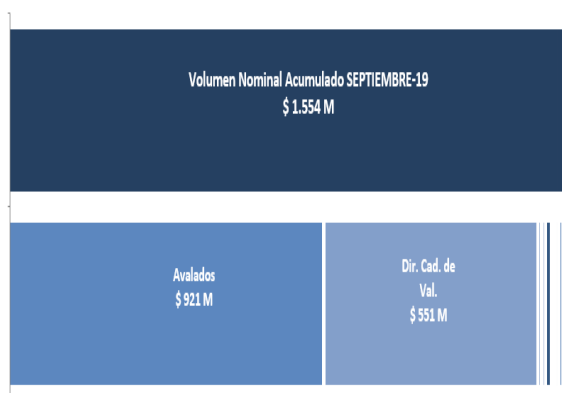 Volumen Nominal Acumulado SEPTIEMBRE-19
$ 1.554 M
Avalados
$ 921 M
Dir. Cad. de
Val.
$ 551 M